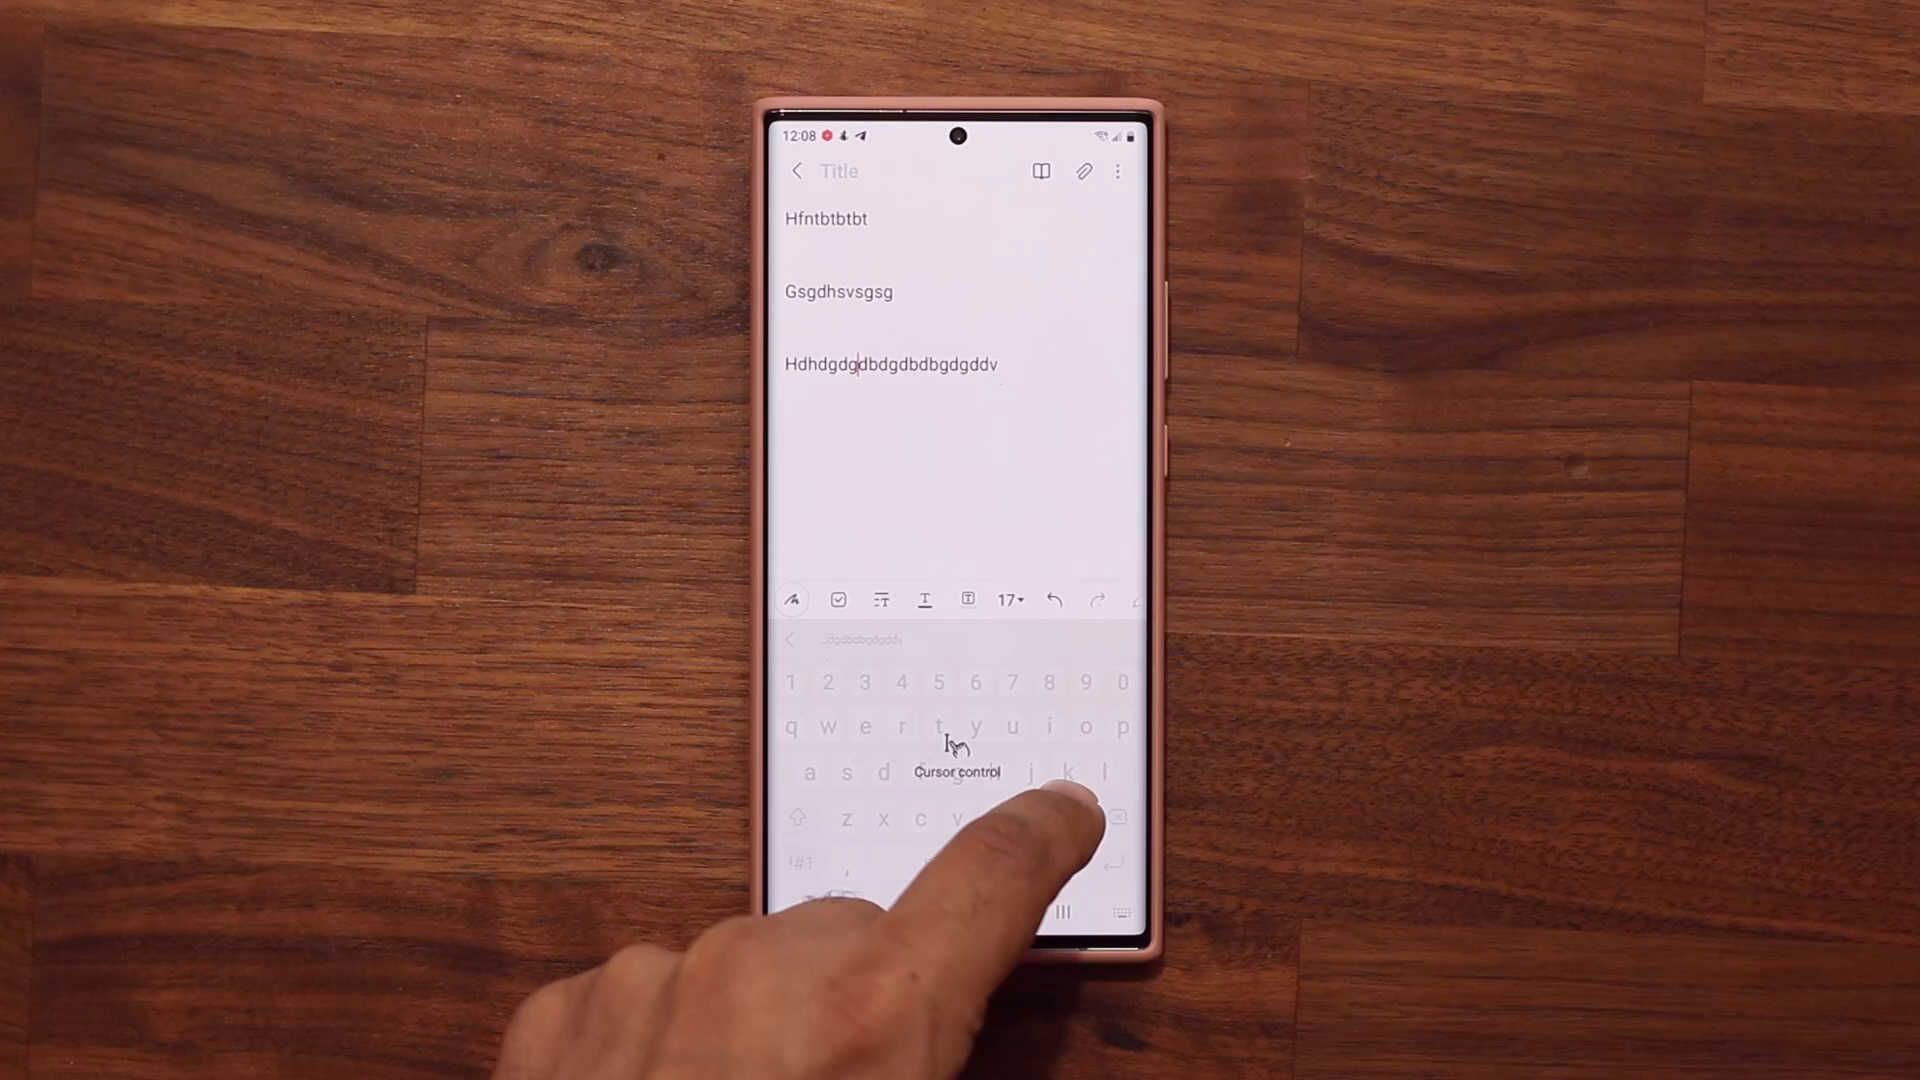 12:08
Title
Hfntbtbtbt
Gsgdhsvsgsg
Hdhdgdgdbdgdbdbgdgddv
17
...dgdbdbgdgddv
1 2 3 4 5 6 7 8 9 0
q w e r t y u i o p
a s d g j k l
Cursor control
z x c v
!#1 ,